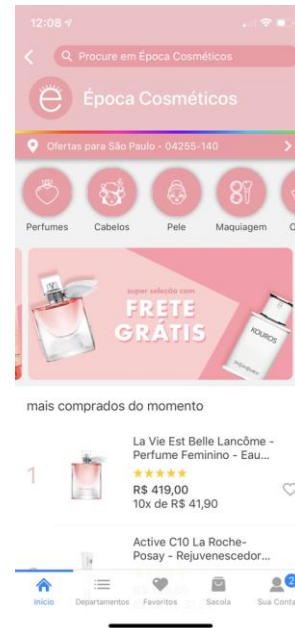 12:08
Procure em Época Cosméticos
é
Época Cosméticos
Ofertas para São Paulo - 04255-140
Perfumes Cabelos Pele Maquiagem
super seleção com
FRETE
GRÁTIS
KOUROS
mais comprados do momento
1
La Vie Est Belle Lancôme -
Perfume Feminino - Eau...
R$ 419,00
10x de R$ 41,90
Active C10 La Roche-
Posay - Rejuvenescedor...
2
Início Departamentos Favoritos Sacola Sua Conta